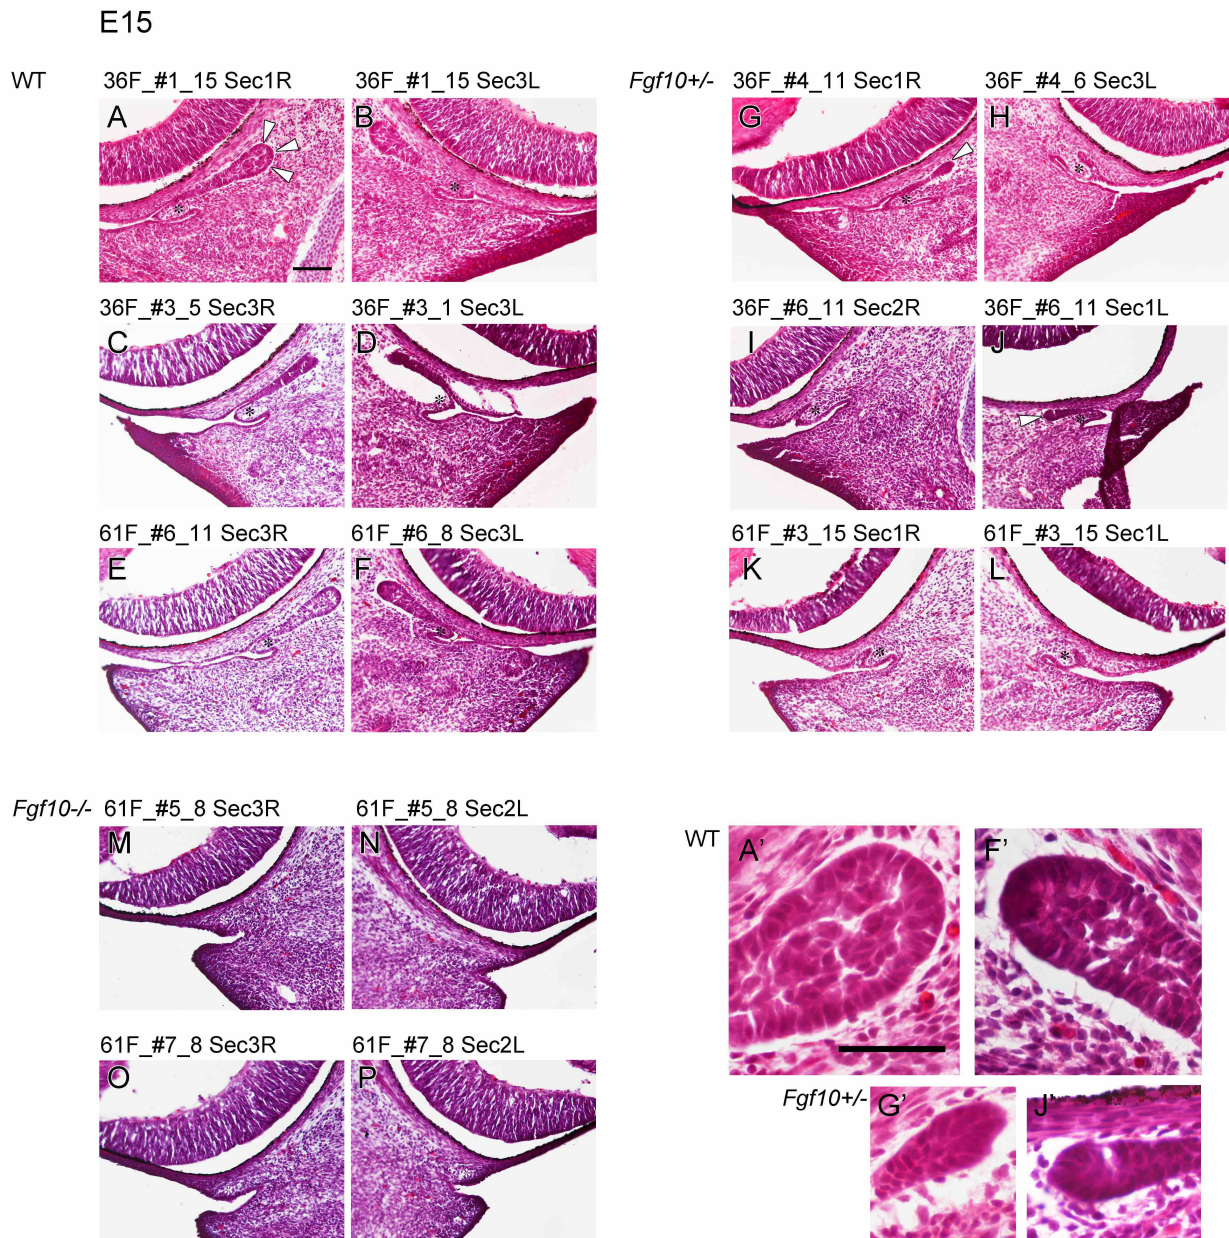 E15
WT
36F_#1_15 Sec1R
36F_#1_15 Sec3L
Fgf10+/-
36F_#4_11 Sec1R
36F_#4_6 Sec3L
A
*
B
*
G
*
H
*
36F_#3_5 Sec3R
36F_#3_1 Sec3L
36F_#6_11 Sec2R
36F_#6_11 Sec1L
C
*
D
*
I
*
J
*
61F_#6_11 Sec3R
61F_#6_8 Sec3L
61F_#3_15 Sec1R
61F_#3_15 Sec1L
E
*
F
*
K
*
L
*
Fgf10-/-
61F_#5_8 Sec3R
61F_#5_8 Sec2L
WT
M
N
A’
F’
61F_#7_8 Sec3R
61F_#7_8 Sec2L
O
P
Fgf10+/-
G’
J’